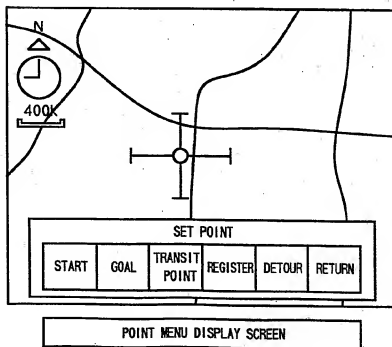 N
400K
SET POINT
START GOAL TRANSIT POINT REGISTER DETOUR RETURN
POINT MENU DISPLAY SCREEN